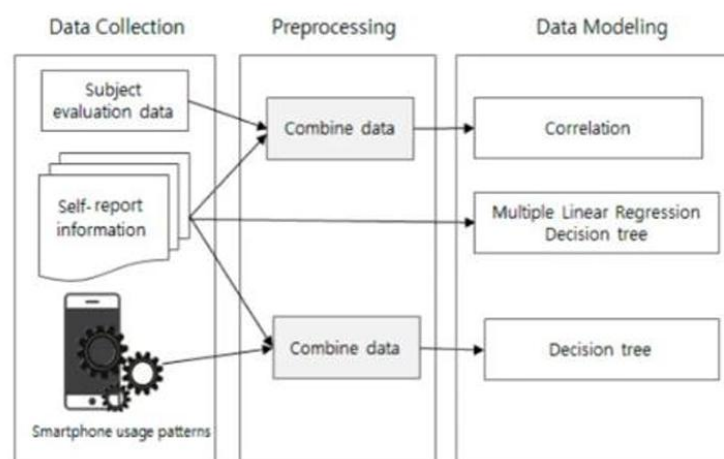 Data Collection
Preprocessing
Data Modeling
Subject
evaluation data
Combine data
Correlation
Self-report
information
Multiple Linear Regression
Decision tree
Combine data
Decision tree
Smartphone usage patterns